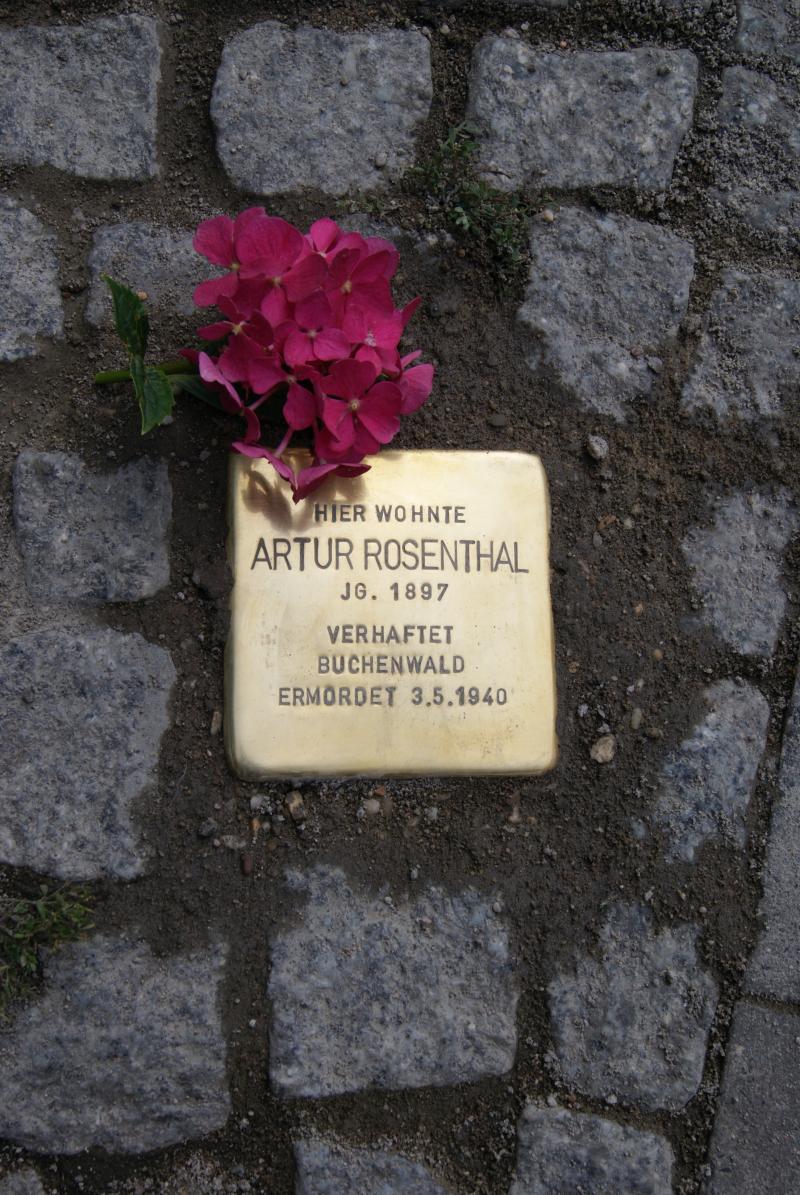 HIER WOHNTE
ARTUR ROSENTHAL
JG. 1897
VERHAFTET
BUCHENWALD
ERMORDET 3.5.1940